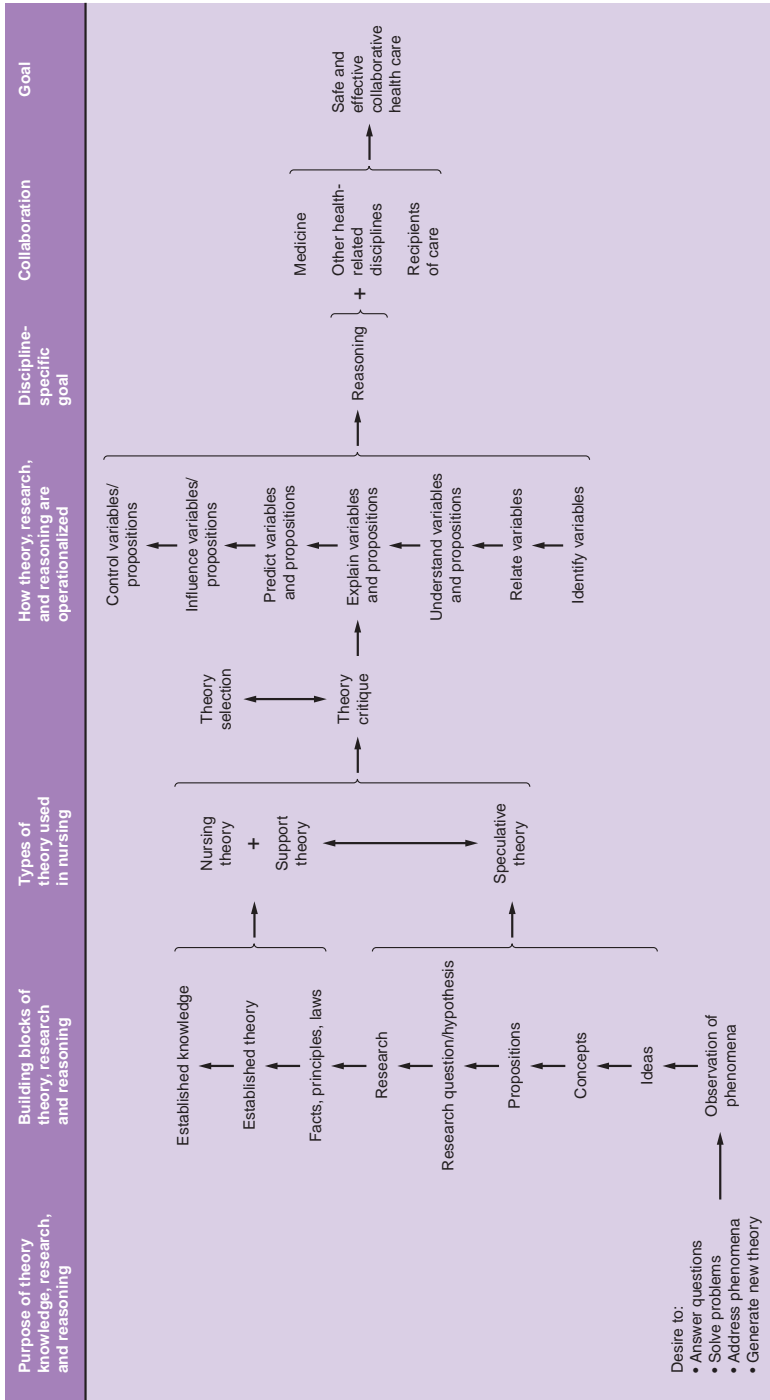 Purpose of theory
knowledge, research,
and reasoning
Building blocks of
theory, research
and reasoning
Types of
theory used
in nursing
How theory, research,
and reasoning are
operationalized
Discipline-
specific
goal
Collaboration
Goal
Desire to:
• Answer questions
• Solve problems
• Address phenomena
• Generate new theory
Established knowledge
Established theory
Facts, principles, laws
Research
Research question/hypothesis
Propositions
Concepts
Ideas
Observation of
phenomena
Nursing
theory
+
Support
theory
Speculative
theory
Theory
selection
Theory
critique
Control variables/
propositions
Influence variables/
propositions
Predict variables
and propositions
Explain variables
and propositions
Understand variables
and propositions
Relate variables
Identify variables
Reasoning
+
Medicine
Other health-
related
disciplines
Recipients
of care
Safe and
effective
collaborative
health care